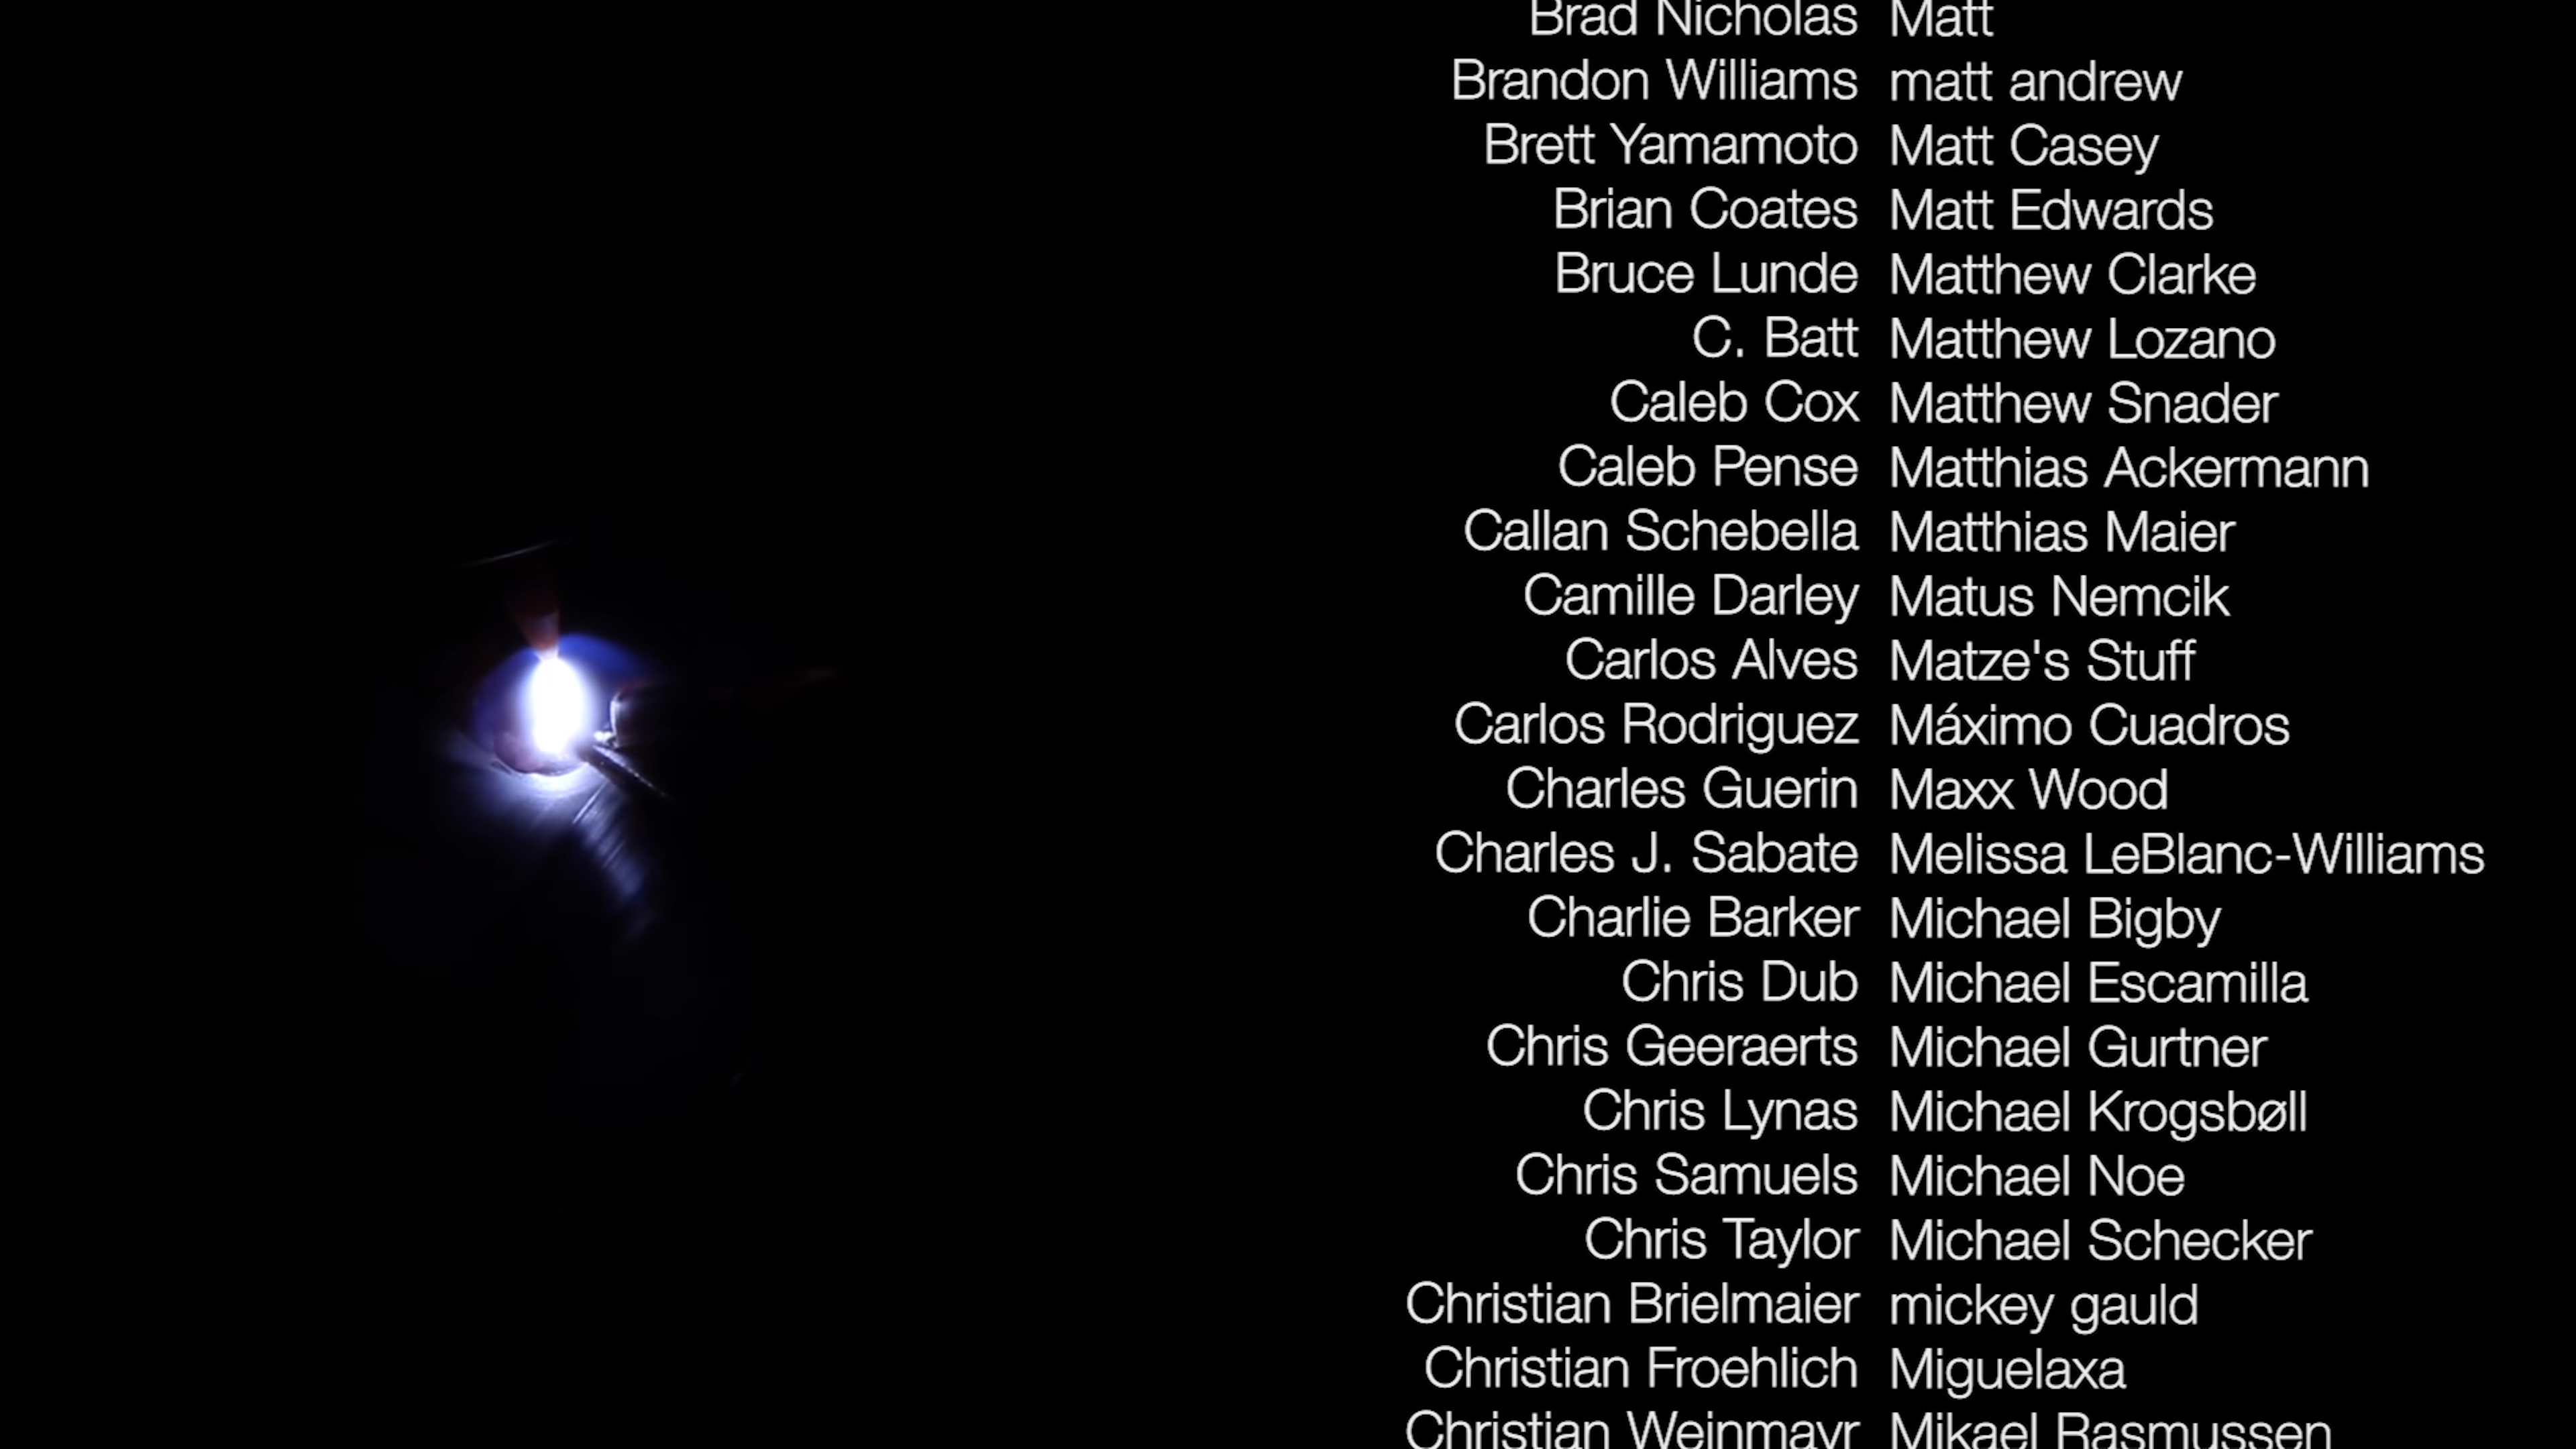 Brad Nicholas Matt
Brandon Williams matt andrew
Brett Yamamoto Matt Casey
Brian Coates Matt Edwards
Bruce Lunde Matthew Clarke
C. Batt Matthew Lozano
Caleb Cox Matthew Snader
Caleb Pense Matthias Ackermann
Callan Schebella Matthias Maier
Camille Darley Matus Nemcik
Carlos Alves Matze's Stuff
Carlos Rodriguez Máximo Cuadros
Charles Guerin Maxx Wood
Charles J. Sabate Melissa LeBlanc-Williams
Charlie Barker Michael Bigby
Chris Dub Michael Escamilla
Chris Geeraerts Michael Gurtner
Chris Lynas Michael Krogsbøll
Chris Samuels Michael Noe
Chris Taylor Michael Schecker
Christian Brielmaier mickey gauld
Christian Froehlich Miguelaxa
Christian Weinmayr Mikael Rasmussen